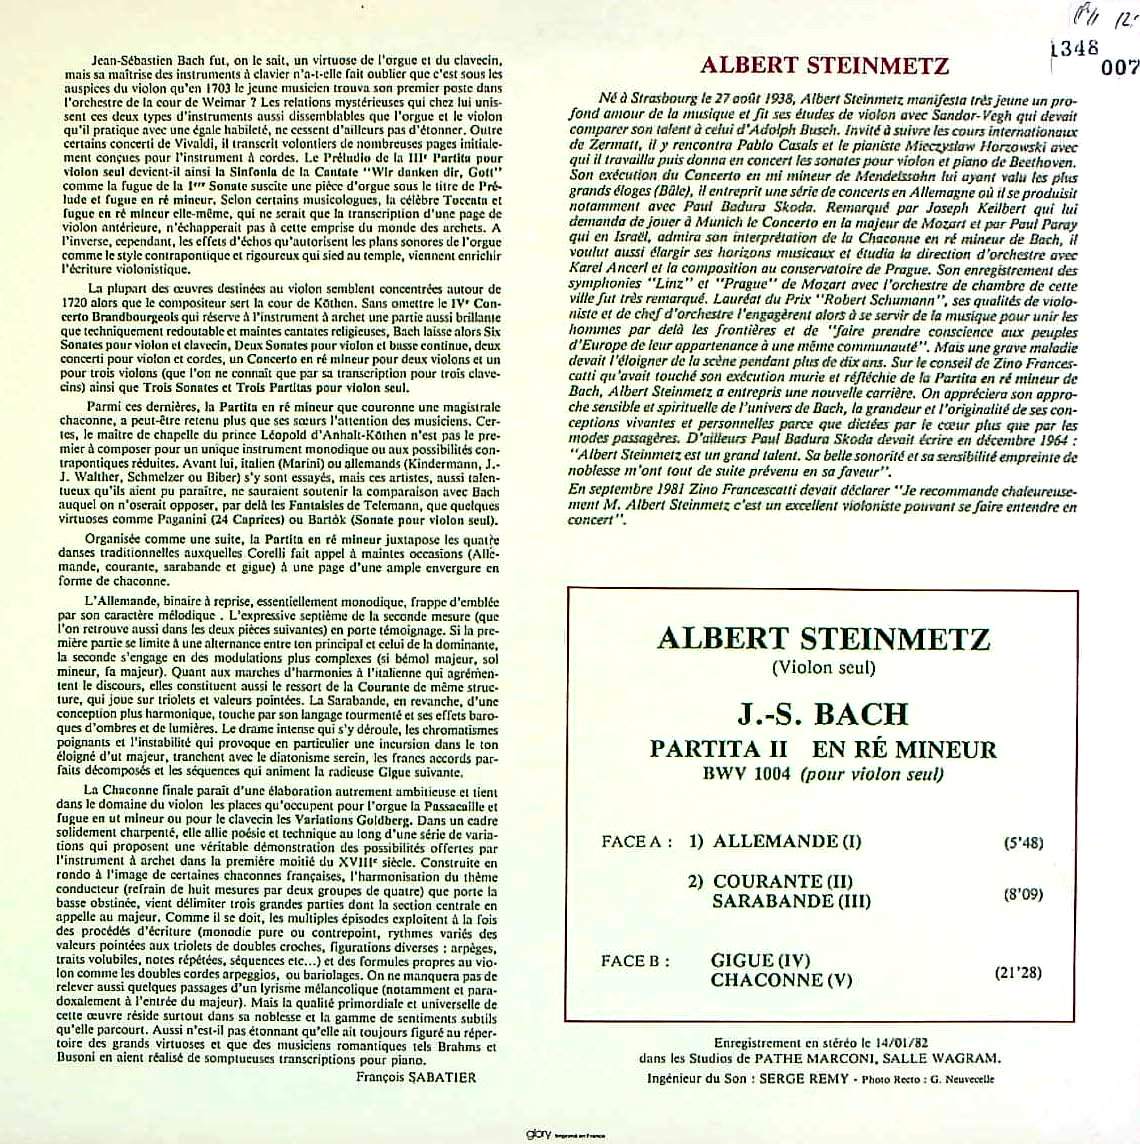 Jean-Sébastien Bach fut, on le sait, un virtuose de l'orgue et du clavecin,
mais sa maîtrise des instruments à clavier n'a-t-elle fait oublier que c'est sous les
auspices du violon qu'en 1703 le jeune musicien trouva son premier poste dans
l'orchestre de la cour de Weimar ? Les relations mystérieuses qui chez lui unis-
sent ces deux types d'instruments aussi dissemblables que l'orgue et le violon
qu'il pratique avec une égale habileté, ne cessent d'ailleurs pas d'étonner. Outre
certains concerti de Vivaldi, il transcrit volontiers de nombreuses pages initiale-
ment conçues pour l'instrument à cordes. Le Préludio de la IIIᵉ Partita pour
violon seul devient-il ainsi la Sinfonia de la Cantate "Wir danken dir, Gott"
comme la fugue de la 1ʳᵉ Sonate suscite une pièce d'orgue sous le titre de Pré-
lude et fugue en ré mineur. Selon certains musicologues, la célèbre Toccata et
fugue en ré mineur elle-même, qui ne serait que la transcription d'une page de
violon antérieure, n'échapperait pas à cette emprise du monde des archets. A
l'inverse, cependant, les effets d'échos qu'autorisent les plans sonores de l'orgue
comme le style contrapontique et rigoureux qui sied au temple, viennent enrichir
l'écriture violonistique.
La plupart des œuvres destinées au violon semblent concentrées autour de
1720 alors que le compositeur sert la cour de Köthen. Sans omettre le IVᵉ Con-
certo Brandbourgeois qui réserve à l'instrument à archet une partie aussi brillante
que techniquement redoutable et maintes cantates religieuses, Bach laisse alors Six
Sonates pour violon et clavecin, Deux Sonates pour violon et basse continue, deux
concerti pour violon et cordes, un Concerto en ré mineur pour deux violons et un
pour trois violons (que l'on ne connaît que par sa transcription pour trois clave-
cins) ainsi que Trois Sonates et Trois Partitas pour violon seul.
Parmi ces dernières, la Partita en ré mineur que couronne une magistrale
chaconne, a peut-être retenu plus que ses sœurs l'attention des musiciens. Cer-
tes, le maître de chapelle du prince Léopold d'Anhalt-Köthen n'est pas le pre-
mier à composer pour un unique instrument monodique ou aux possibilités con-
trapontiques réduites. Avant lui, italien (Marini) ou allemands (Kindermann, J.-
J. Walther, Schmelzer ou Biber) s'y sont essayés, mais ces artistes, aussi talen-
tueux qu'ils aient pu paraître, ne sauraient soutenir la comparaison avec Bach
auquel on n'oserait opposer, par delà les Fantaisies de Telemann, que quelques
virtuoses comme Paganini (24 Caprices) ou Bartòk (Sonate pour violon seul).
Organisée comme une suite, la Partita en ré mineur juxtapose les quatre
danses traditionnelles auxquelles Corelli fait appel à maintes occasions (Alle-
mande, courante, sarabande et gigue) à une page d'une ample envergure en
forme de chaconne.
L'Allemande, binaire à reprise, essentiellement monodique, frappe d'emblée
par son caractère mélodique . L'expressive septième de la seconde mesure (que
l'on retrouve aussi dans les deux pièces suivantes) en porte témoignage. Si la pre-
mière partie se limite à une alternance entre ton principal et celui de la dominante,
la seconde s'engage en des modulations plus complexes (si bémol majeur, sol
mineur, fa majeur). Quant aux marches d'harmonies à l'italienne qui agrémen-
tent le discours, elles constituent aussi le ressort de la Courante de même struc-
ture, qui joue sur triolets et valeurs pointées. La Sarabande, en revanche, d'une
conception plus harmonique, touche par son langage tourmenté et ses effets baro-
ques d'ombres et de lumières. Le drame intense qui s'y déroule, les chromatismes
poignants et l'instabilité qui provoque en particulier une incursion dans le ton
éloigné d'ut majeur, tranchent avec le diatonisme serein, les francs accords par-
faits décomposés et les séquences qui animent la radieuse Gigue suivante.
La Chaconne finale paraît d'une élaboration autrement ambitieuse et tient
dans le domaine du violon les places qu'occupent pour l'orgue la Passacaille et
fugue en ut mineur ou pour le clavecin les Variations Goldberg. Dans un cadre
solidement charpenté, elle allie poésie et technique au long d'une série de varia-
tions qui proposent une véritable démonstration des possibilités offertes par
l'instrument à archet dans la première moitié du XVIIIᵉ siècle. Construite en
rondo à l'image de certaines chaconnes françaises, l'harmonisation du thème
conducteur (refrain de huit mesures par deux groupes de quatre) que porte la
basse obstinée, vient délimiter trois grandes parties dont la section centrale en
appelle au majeur. Comme il se doit, les multiples épisodes exploitent à la fois
des procédés d'écriture (monodie pure ou contrepoint, rythmes variés des
valeurs pointées aux triolets de doubles croches, figurations diverses : arpèges,
traits volubiles, notes répétées, séquences etc...) et des formules propres au vio-
lon comme les doubles cordes arpeggios, ou bariolages. On ne manquera pas de
relever aussi quelques passages d'un lyrisme mélancolique (notamment et para-
doxalement à l'entrée du majeur). Mais la qualité primordiale et universelle de
cette œuvre réside surtout dans sa noblesse et la gamme de sentiments subtils
qu'elle parcourt. Aussi n'est-il pas étonnant qu'elle ait toujours figuré au réper-
toire des grands virtuoses et que des musiciens romantiques tels Brahms et
Busoni en aient réalisé de somptueuses transcriptions pour piano.
François SABATIER
1348
007
ALBERT STEINMETZ
Né à Strasbourg le 27 août 1938, Albert Steinmetz manifesta très jeune un pro-
fond amour de la musique et fit ses études de violon avec Sandor-Vegh qui devait
comparer son talent à celui d'Adolph Busch. Invité à suivre les cours internationaux
de Zermatt, il y rencontra Pablo Casals et le pianiste Mieczyslaw Horzowski avec
qui il travailla puis donna en concert les sonates pour violon et piano de Beethoven.
Son exécution du Concerto en mi mineur de Mendelssohn lui ayant valu les plus
grands éloges (Bâle), il entreprit une série de concerts en Allemagne où il se produisit
notamment avec Paul Badura Skoda. Remarqué par Joseph Keilbert qui lui
demanda de jouer à Munich le Concerto en la majeur de Mozart et par Paul Paray
qui en Israël, admira son interprétation de la Chaconne en ré mineur de Bach, il
voulut aussi élargir ses horizons musicaux et étudia la direction d'orchestre avec
Karel Ancerl et la composition au conservatoire de Prague. Son enregistrement des
symphonies "Linz" et "Prague" de Mozart avec l'orchestre de chambre de cette
ville fut très remarqué. Lauréat du Prix "Robert Schumann", ses qualités de violo-
niste et de chef d'orchestre l'engagèrent alors à se servir de la musique pour unir les
hommes par delà les frontières et de "faire prendre conscience aux peuples
d'Europe de leur appartenance à une même communauté". Mais une grave maladie
devait l'éloigner de la scène pendant plus de dix ans. Sur le conseil de Zino Frances-
catti qu'avait touché son exécution murie et réfléchie de la Partita en ré mineur de
Bach, Albert Steinmetz a entrepris une nouvelle carrière. On appréciera son appro-
che sensible et spirituelle de l'univers de Bach, la grandeur et l'originalité de ses con-
ceptions vivantes et personnelles parce que dictées par le cœur plus que par les
modes passagères. D'ailleurs Paul Badura Skoda devait écrire en décembre 1964 :
"Albert Steinmetz est un grand talent. Sa belle sonorité et sa sensibilité empreinte de
noblesse m'ont tout de suite prévenu en sa faveur".
En septembre 1981 Zino Francescatti devait déclarer "Je recommande chaleureuse-
ment M. Albert Steinmetz c'est un excellent violoniste pouvant se faire entendre en
concert".
ALBERT STEINMETZ
(Violon seul)
J.-S. BACH
PARTITA II EN RÉ MINEUR
BWV 1004 (pour violon seul)
FACE A : 1) ALLEMANDE (I) (5'48)
2) COURANTE (II)
SARABANDE (III) (8'09)
FACE B : GIGUE (IV)
CHACONNE (V) (21'28)
Enregistrement en stéréo le 14/01/82
dans les Studios de PATHE MARCONI, SALLE WAGRAM.
Ingénieur du Son : SERGE REMY - Photo Recto : G. Neuvecelle
glory imprimé en France